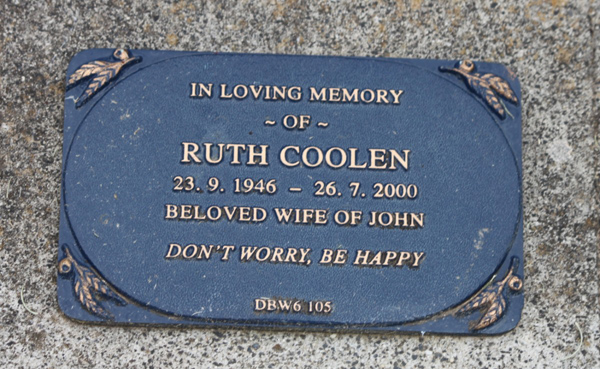 IN LOVING MEMORY
~ OF ~
RUTH COOLEN
23. 9. 1946 – 26. 7. 2000
BELOVED WIFE OF JOHN
DON'T WORRY, BE HAPPY
DBW6 105